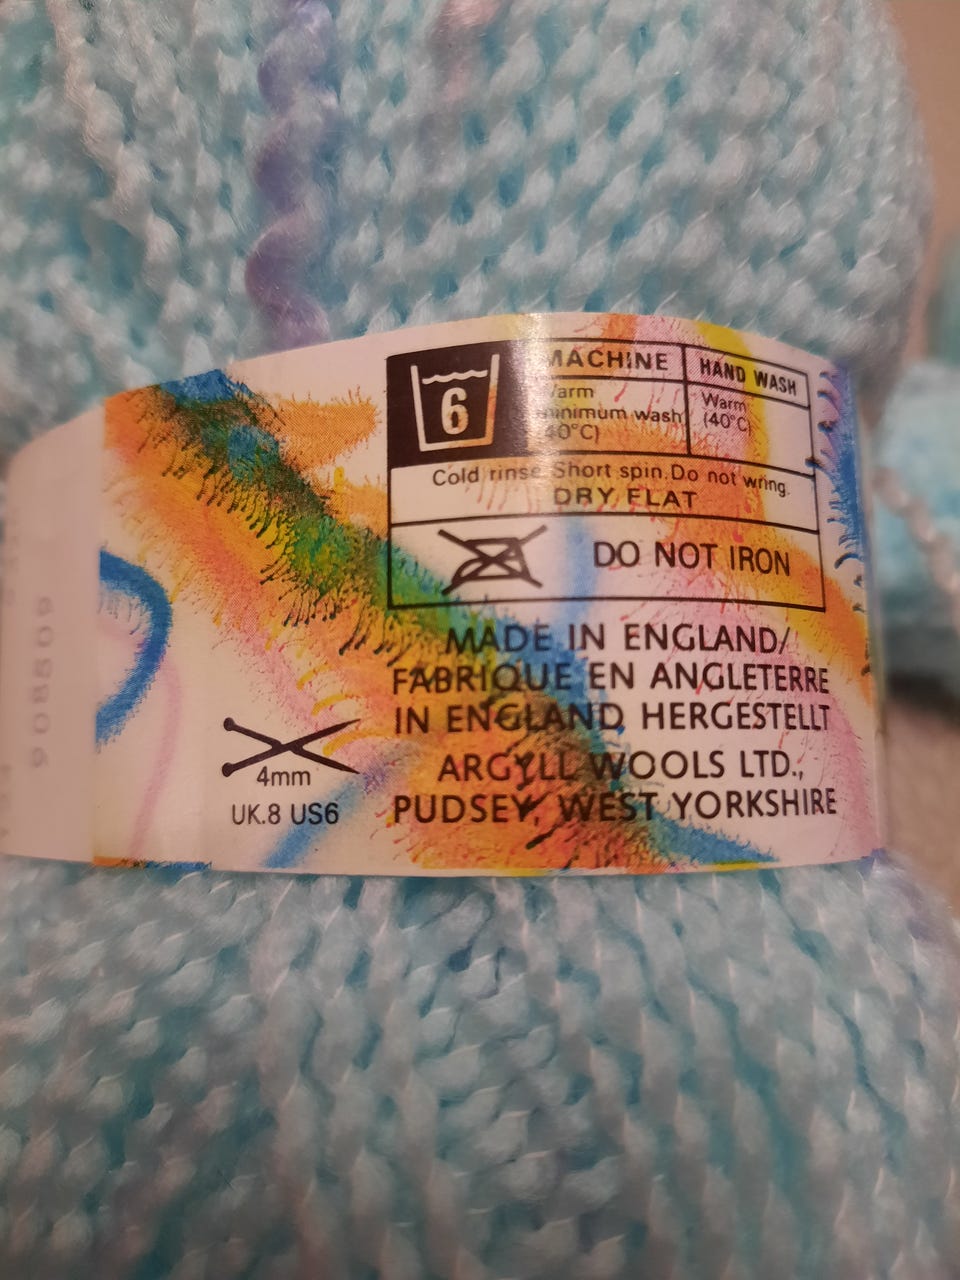 6
MACHINE
Warm
minimum wash
(40°C)
HAND WASH
Warm
(40°C)
Cold rinse. Short spin. Do not wring.
DRY FLAT
DO NOT IRON
MADE IN ENGLAND/
FABRIQUE EN ANGLETERRE
IN ENGLAND HERGESTELLT
ARGYLL WOOLS LTD.,
PUDSEY, WEST YORKSHIRE
4mm
UK.8 US6